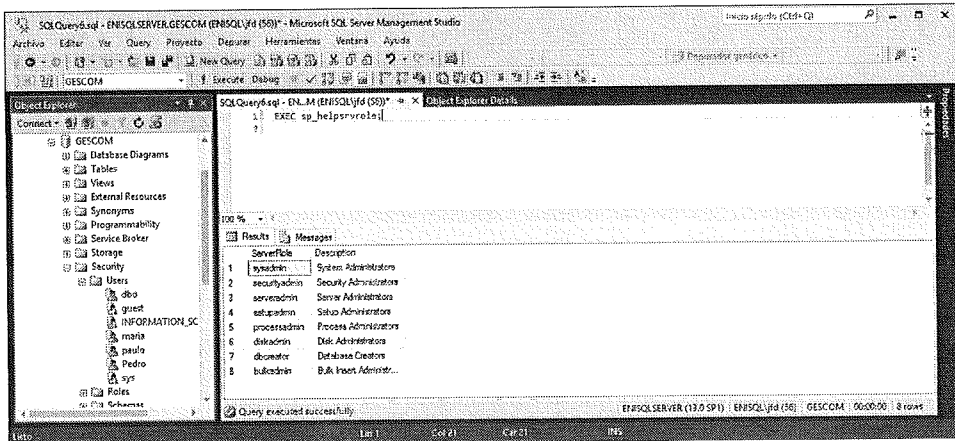 SQLQuery6.sql - ENISQLSERVER.GESCOM (ENISQL\jfd (56))* - Microsoft SQL Server Management Studio
Inicio rápido (Ctrl+Q)
Archivo Editar Ver Query Proyecto Depurar Herramientas Ventana Ayuda
New Query
GESCOM
Execute Debug
Object Explorer
SQLQuery6.sql - EN...M (ENISQL\jfd (56))*
Object Explorer Details
Propiedades
Connect
1 EXEC sp_helpsrvrole;
2
GESCOM
Database Diagrams
Tables
Views
External Resources
Synonyms
Programmability
Service Broker
Storage
Security
Users
dbo
guest
INFORMATION_SC
maria
paulo
Pedro
sys
Roles
Schemas
100 %
Results Messages
ServerRole Description
1 sysadmin System Administrators
2 securityadmin Security Administrators
3 serveradmin Server Administrators
4 setupadmin Setup Administrators
5 processadmin Process Administrators
6 diskadmin Disk Administrators
7 dbcreator Database Creators
8 bulkadmin Bulk Insert Administr...
Query executed successfully
ENISQLSERVER (13.0 SP1) ENISQL\jfd (56) GESCOM 00:00:00 8 rows
Listo
Lín 1 Col 21 Car 21 INS